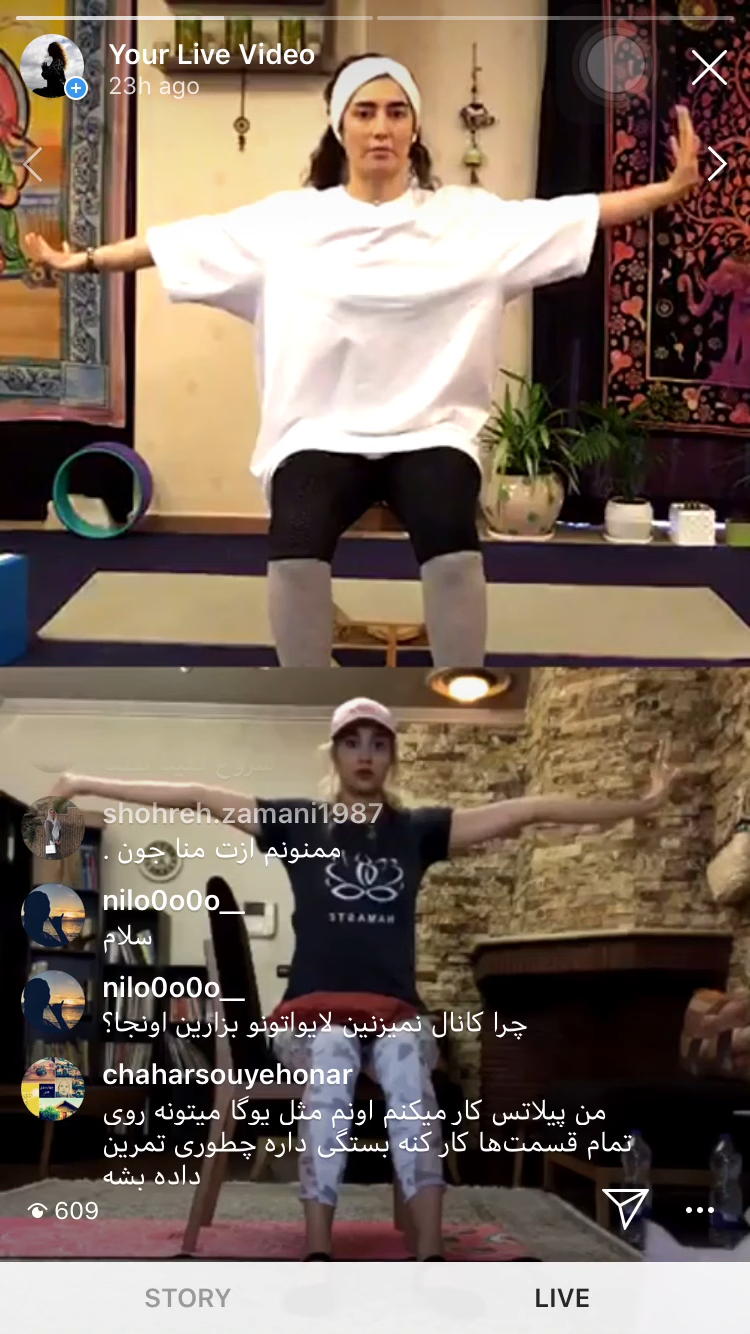 Your Live Video
23h ago
shohreh.zamani1987
ممنونم ازت منا جون .
nilo0o0o__
سلام
nilo0o0o__
چرا کانال نمیزنین لایواتونو بزارین اونجا؟
chaharsouyehonar
من پیلاتس کار میکنم اونم مثل یوگا میتونه روی
تمام قسمت‌ها کار کنه بستگی داره چطوری تمرین
داده بشه
609
STORY
LIVE